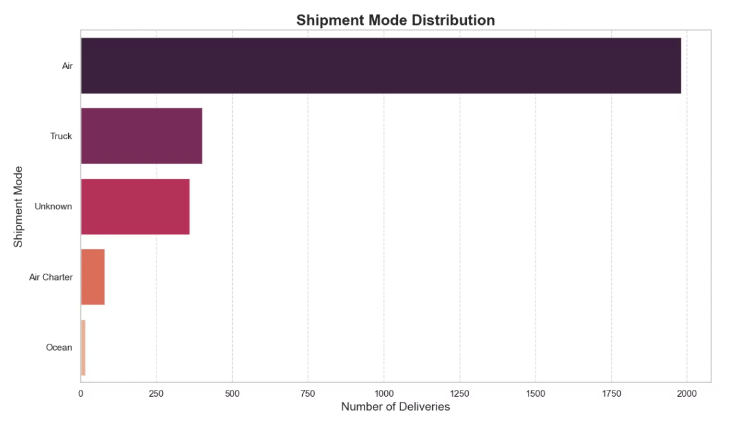 Shipment Mode Distribution
Shipment Mode
Air
Truck
Unknown
Air Charter
Ocean
0 250 500 750 1000 1250 1500 1750 2000
Number of Deliveries